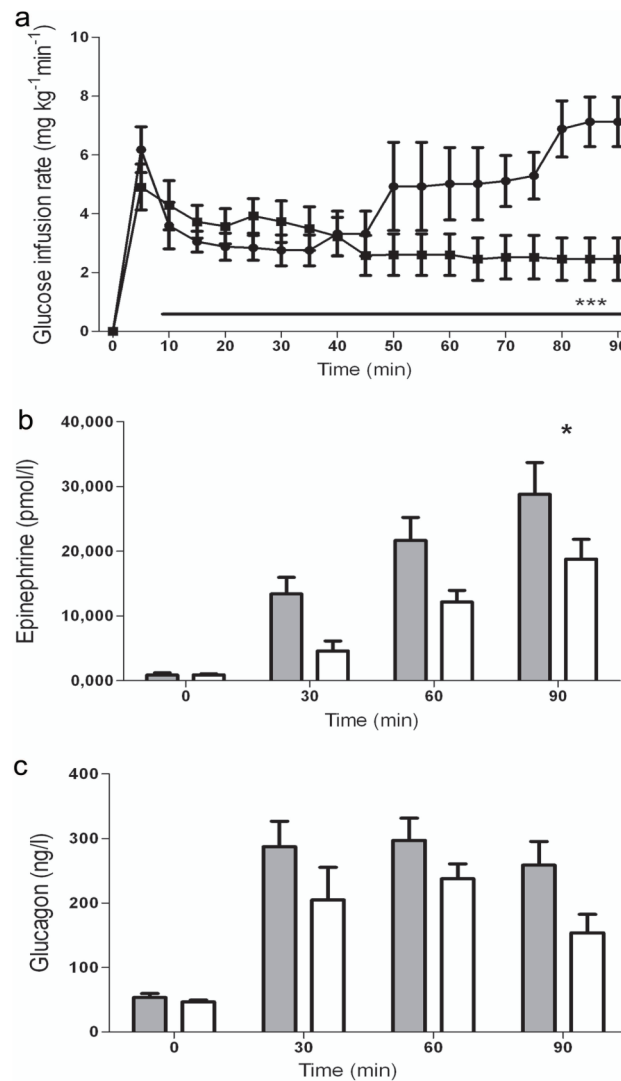 a
Glucose infusion rate (mg kg⁻¹min⁻¹)
10
8
6
4
2
0
***
0 10 20 30 40 50 60 70 80 90
Time (min)
b
Epinephrine (pmol/l)
40,000
30,000
20,000
10,000
0,000
*
0 30 60 90
Time (min)
c
Glucagon (ng/l)
400
300
200
100
0
0 30 60 90
Time (min)